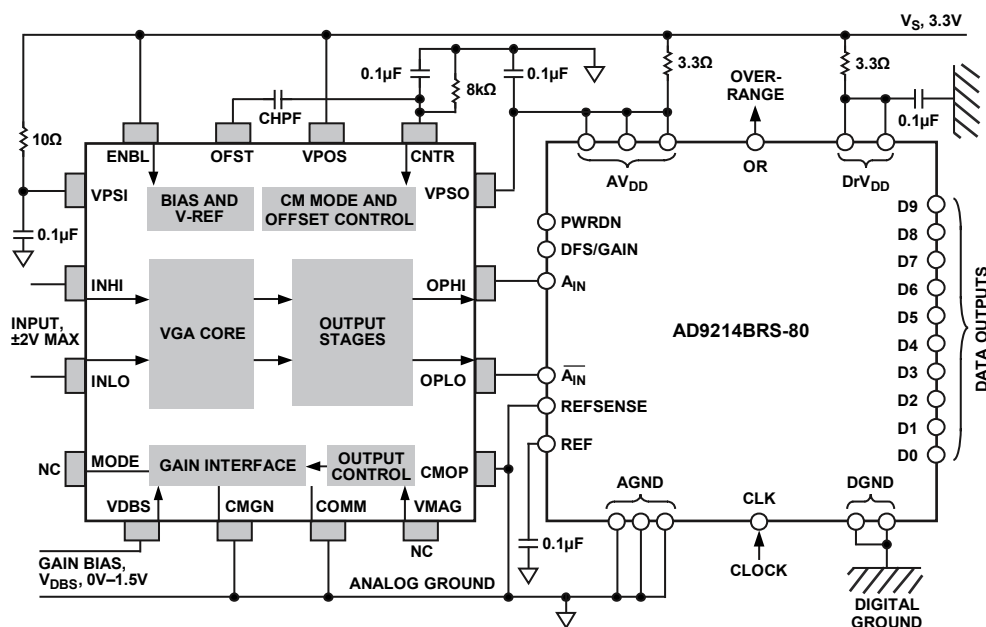 VS, 3.3V
0.1µF
8kΩ
0.1µF
3.3Ω
3.3Ω
OVER-
RANGE
0.1µF
CHPF
10Ω
ENBL
OFST
VPOS
CNTR
AVDD
OR
DrVDD
VPSI
BIAS AND
V-REF
CM MODE AND
OFFSET CONTROL
VPSO
0.1µF
PWRDN
DFS/GAIN
D9
D8
D7
D6
D5
D4
D3
D2
D1
D0
DATA OUTPUTS
INHI
OPHI
AIN
INPUT,
±2V MAX
VGA CORE
OUTPUT
STAGES
AD9214BRS-80
INLO
OPLO
AIN
REFSENSE
REF
NC
MODE
GAIN INTERFACE
OUTPUT
CONTROL
CMOP
VDBS
CMGN
COMM
VMAG
NC
AGND
CLK
DGND
GAIN BIAS,
VDBS, 0V–1.5V
0.1µF
CLOCK
ANALOG GROUND
DIGITAL
GROUND